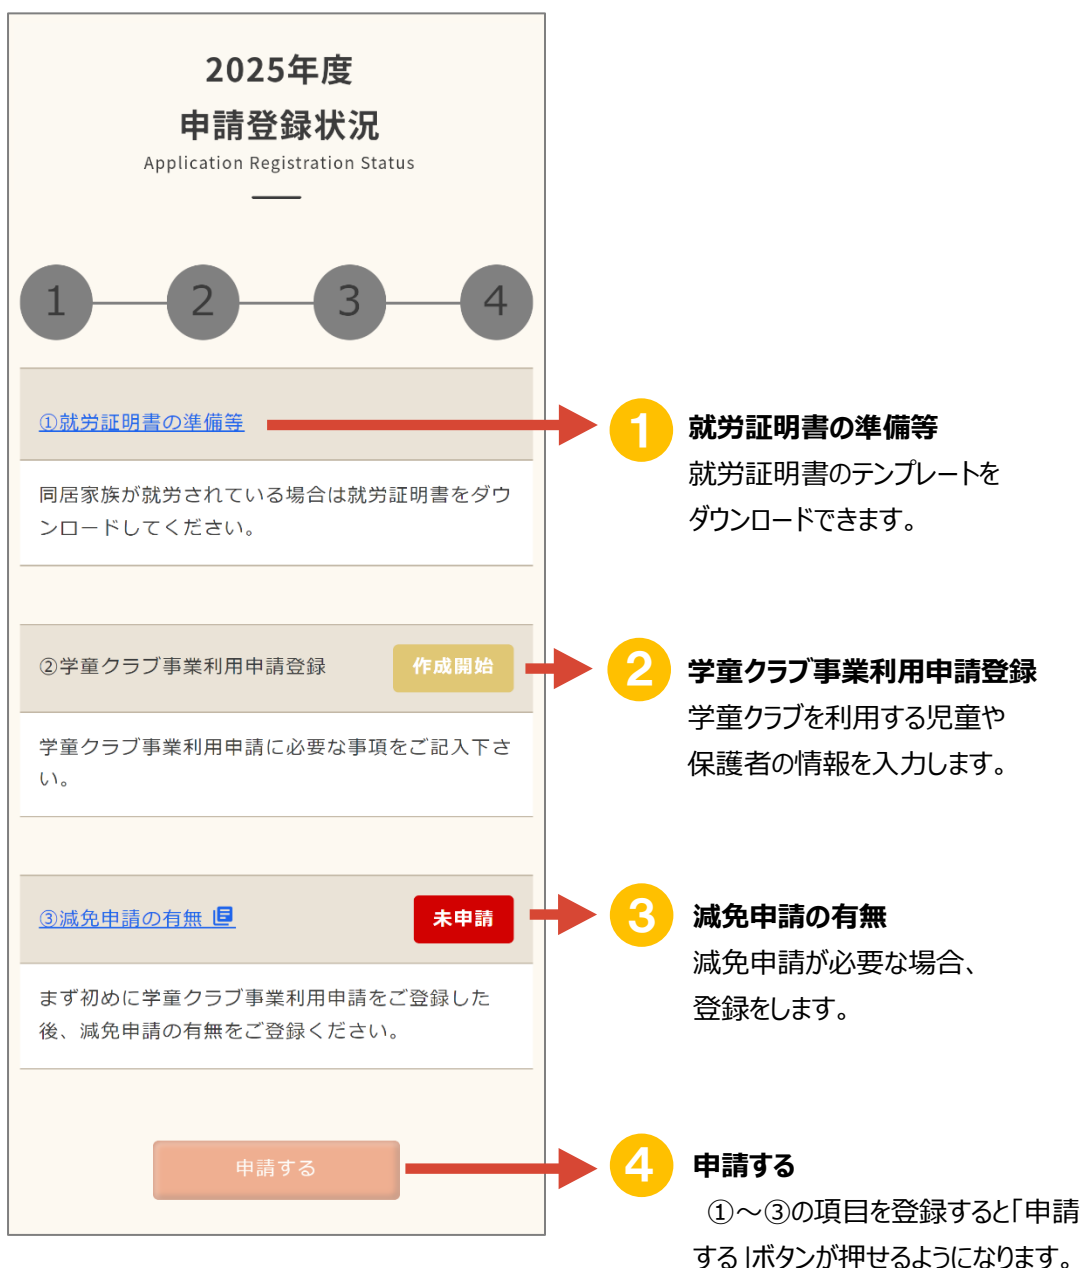 2025年度
申請登録状況
Application Registration Status
1 2 3 4
①就労証明書の準備等
同居家族が就労されている場合は就労証明書をダウ
ンロードしてください。
②学童クラブ事業利用申請登録 作成開始
学童クラブ事業利用申請に必要な事項をご記入下さ
い。
③減免申請の有無 未申請
まず初めに学童クラブ事業利用申請をご登録した
後、減免申請の有無をご登録ください。
申請する
1 就労証明書の準備等
就労証明書のテンプレートを
ダウンロードできます。
2 学童クラブ事業利用申請登録
学童クラブを利用する児童や
保護者の情報を入力します。
3 減免申請の有無
減免申請が必要な場合、
登録をします。
4 申請する
①～③の項目を登録すると「申請
する」ボタンが押せるようになります。